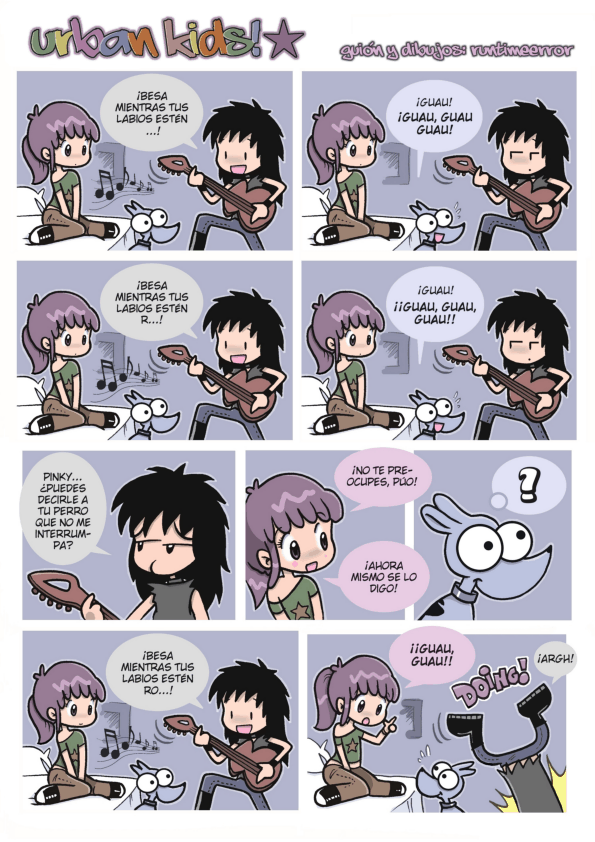 urban kids!
guión y dibujos: runtimeerror
¡BESA
MIENTRAS TUS
LABIOS ESTÉN
...!
¡GUAU!
¡GUAU, GUAU
GUAU!
¡BESA
MIENTRAS TUS
LABIOS ESTÉN
R...!
¡GUAU!
¡¡GUAU, GUAU,
GUAU!!
PINKY...
¿PUEDES
DECIRLE A
TU PERRO
QUE NO ME
INTERRUM-
PA?
¡NO TE PRE-
OCUPES, PÚO!
¡AHORA
MISMO SE LO
DIGO!
?
¡BESA
MIENTRAS TUS
LABIOS ESTÉN
RO...!
¡¡GUAU,
GUAU!!
DOING!
¡ARGH!